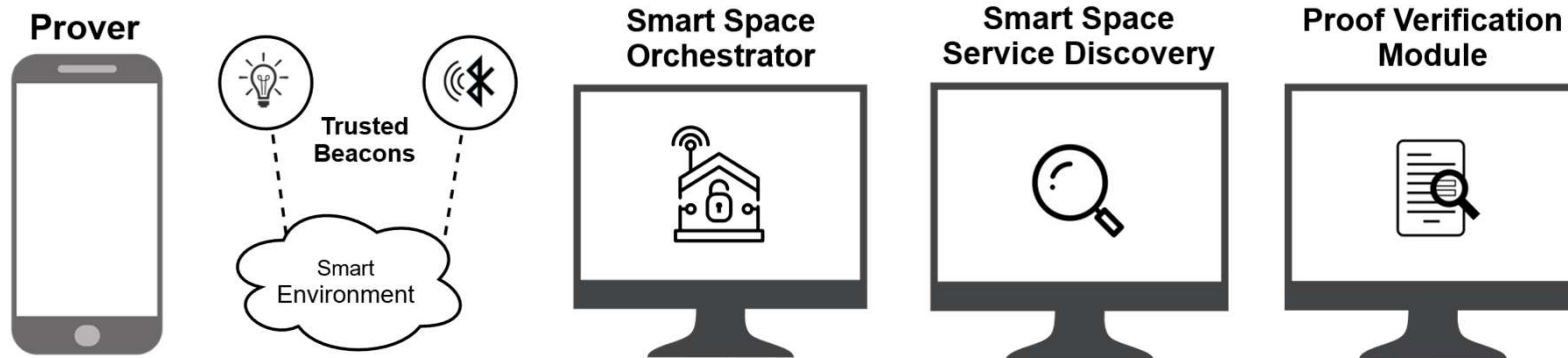 Prover
Trusted
Beacons
Smart
Environment
Smart Space
Orchestrator
Smart Space
Service Discovery
Proof Verification
Module